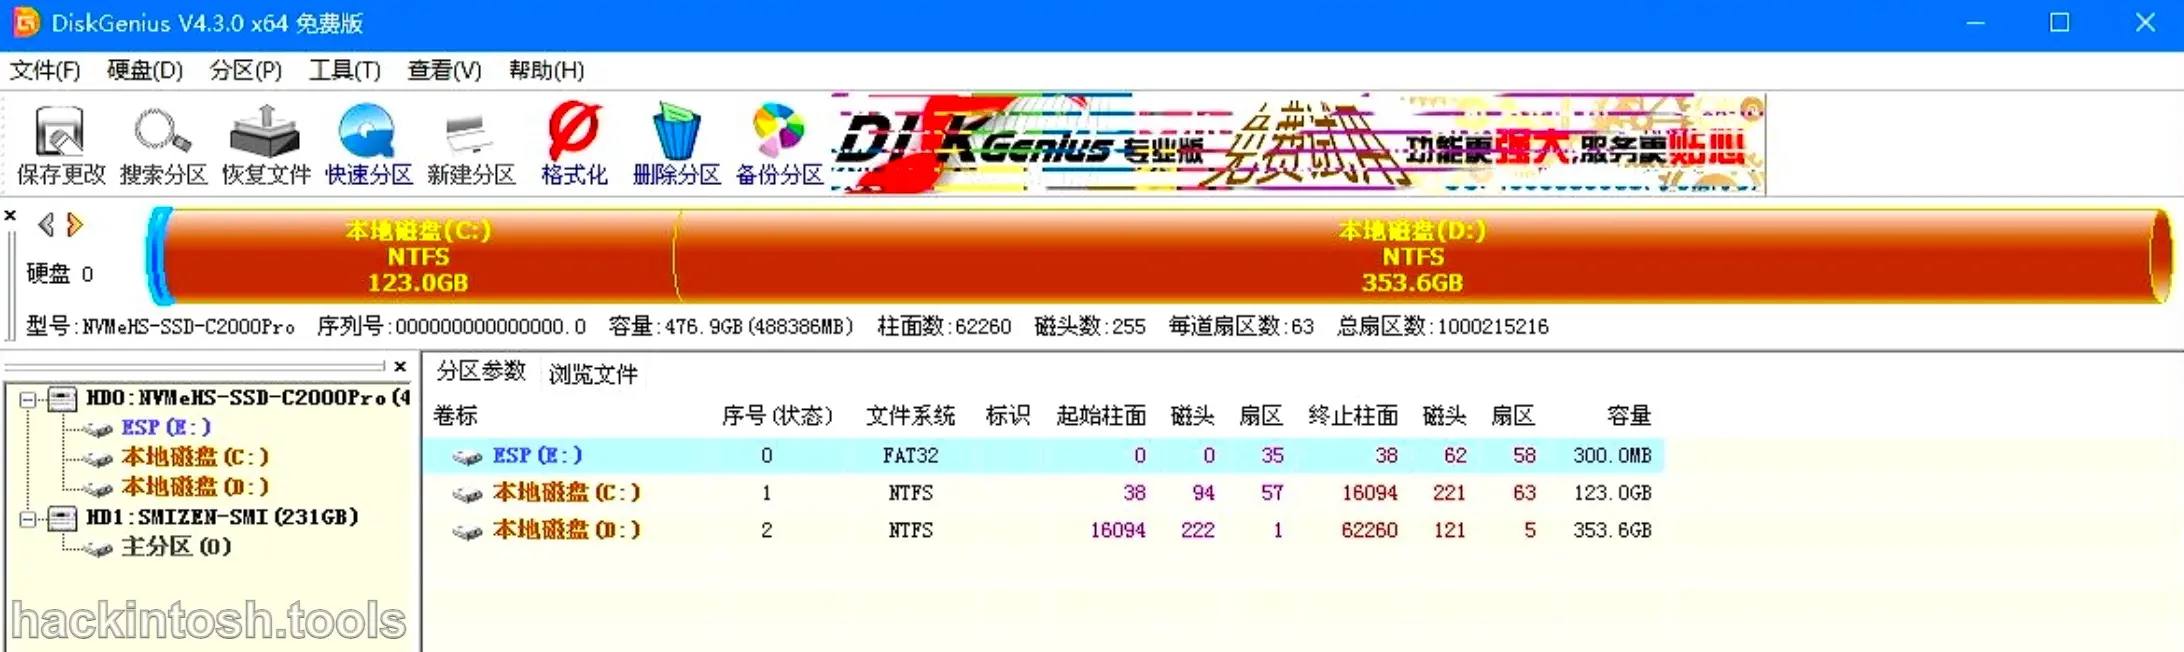 DiskGenius V4.3.0 x64 免费版
文件(F) 硬盘(D) 分区(P) 工具(T) 查看(V) 帮助(H)
保存更改 搜索分区 恢复文件 快速分区 新建分区 格式化 删除分区 备份分区
DISKGenius 专业版 免费试用 功能更强大,服务更贴心
本地磁盘(C:) 本地磁盘(D:)
NTFS NTFS
123.0GB 353.6GB
硬盘 0
型号:NVMeHS-SSD-C2000Pro 序列号:000000000000000.0 容量:476.9GB(488386MB) 柱面数:62260 磁头数:255 每道扇区数:63 总扇区数:1000215216
HD0:NVMeHS-SSD-C2000Pro(4
ESP(E:)
本地磁盘(C:)
本地磁盘(D:)
HD1:SMIZEN-SMI(231GB)
主分区(0)
分区参数 浏览文件
卷标 序号(状态) 文件系统 标识 起始柱面 磁头 扇区 终止柱面 磁头 扇区 容量
ESP(E:) 0 FAT32 0 0 35 38 62 58 300.0MB
本地磁盘(C:) 1 NTFS 38 94 57 16094 221 63 123.0GB
本地磁盘(D:) 2 NTFS 16094 222 1 62260 121 5 353.6GB
hackintosh.tools